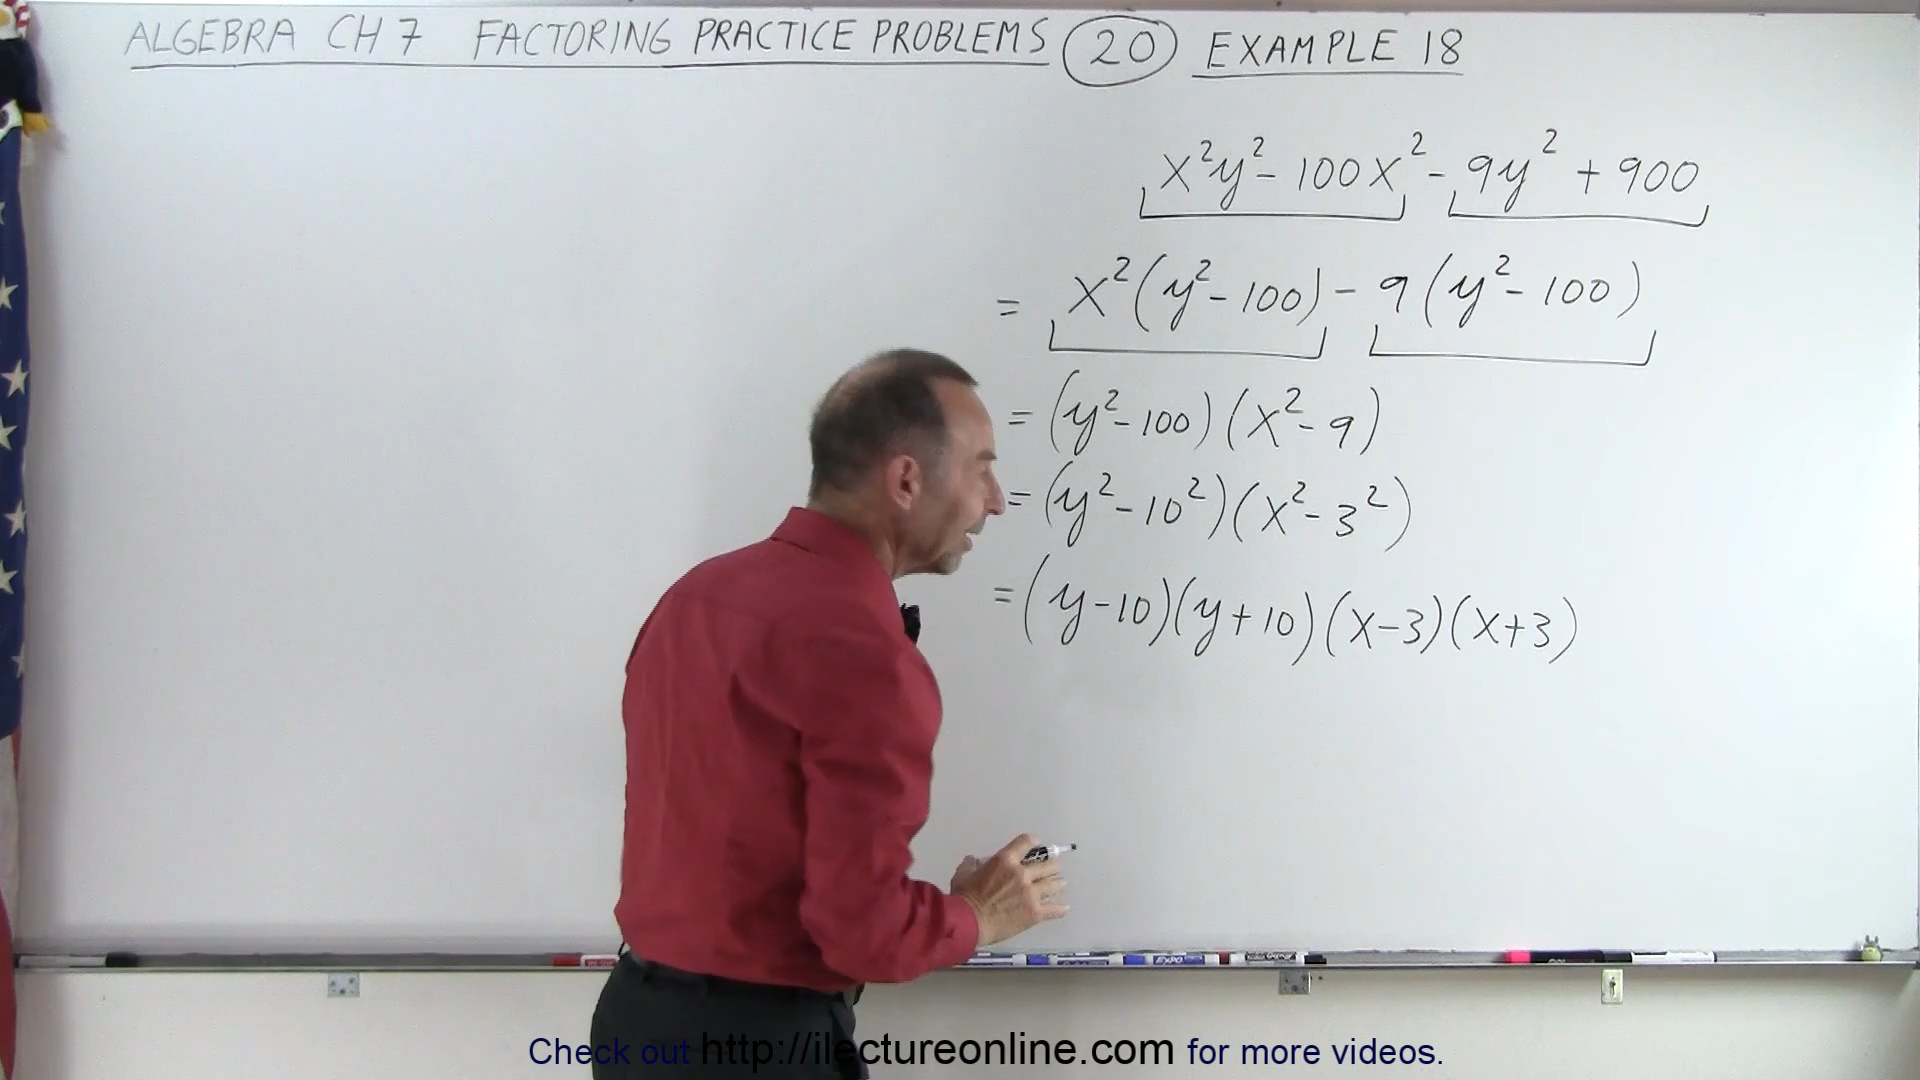 ALGEBRA CH 7 FACTORING PRACTICE PROBLEMS 20 EXAMPLE 18
x²y² - 100x² - 9y² + 900
= x²(y² - 100) - 9(y² - 100)
= (y² - 100)(x² - 9)
= (y² - 10²)(x² - 3²)
= (y - 10)(y + 10)(x - 3)(x + 3)
EXPO
Check out http://ilectureonline.com for more videos.